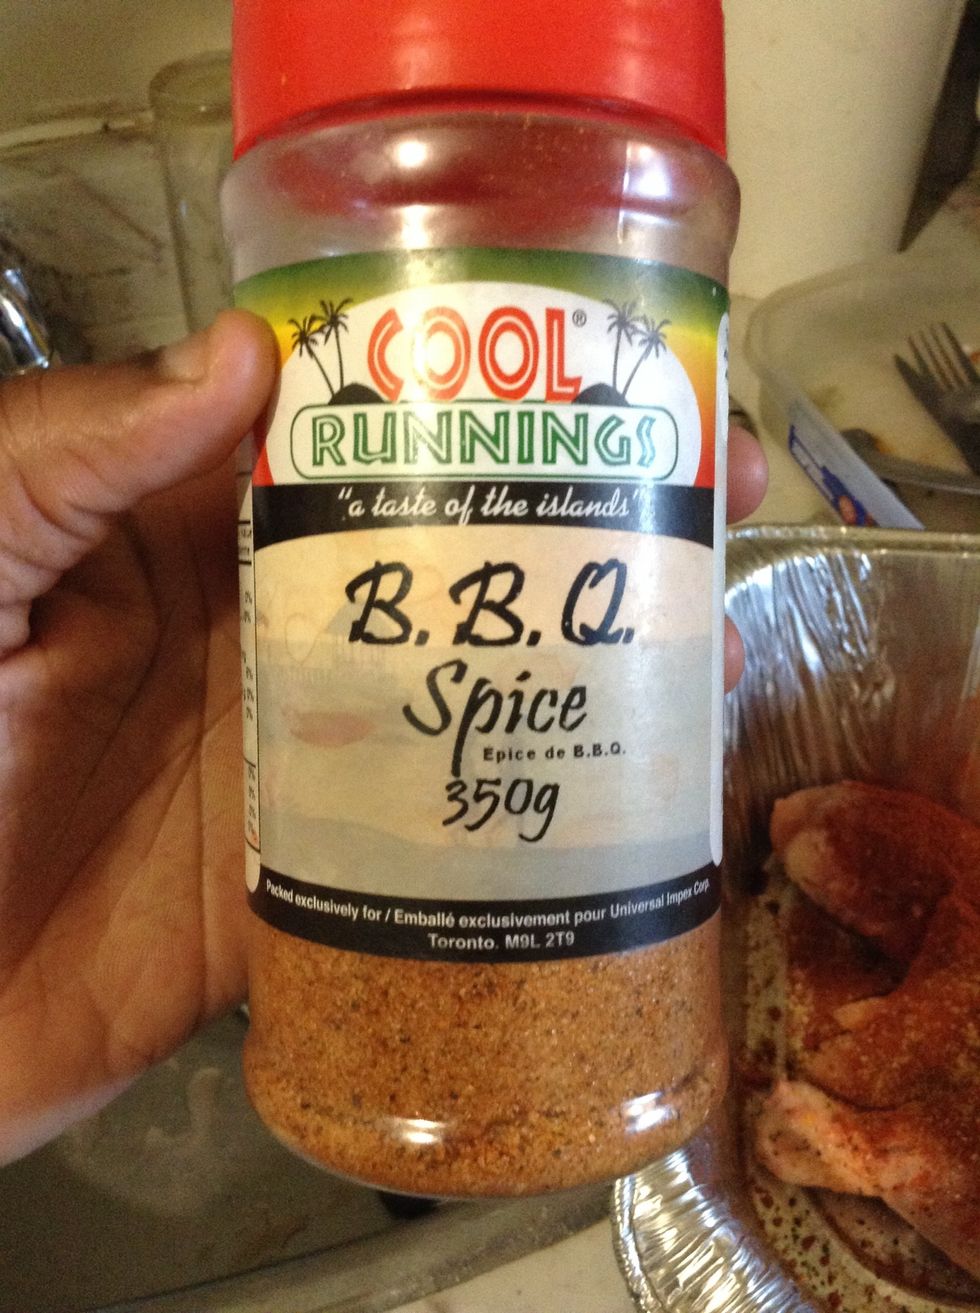 COOL®
RUNNINGS
"a taste of the islands"
B.B.Q.
Spice
Epice de B.B.Q.
350g
Packed exclusively for / Emballé exclusivement pour Universal Impex Corp.
Toronto. M9L 2T9